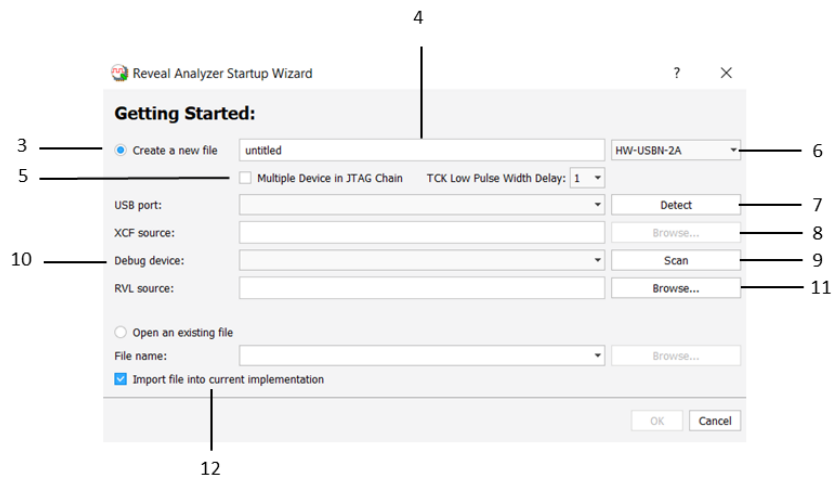 4
Reveal Analyzer Startup Wizard ? ×
Getting Started:
3 Create a new file untitled HW-USBN-2A 6
5 Multiple Device in JTAG Chain TCK Low Pulse Width Delay: 1
USB port: Detect 7
XCF source: Browse... 8
10 Debug device: Scan 9
RVL source: Browse... 11
Open an existing file
File name: Browse...
Import file into current implementation
OK Cancel
12